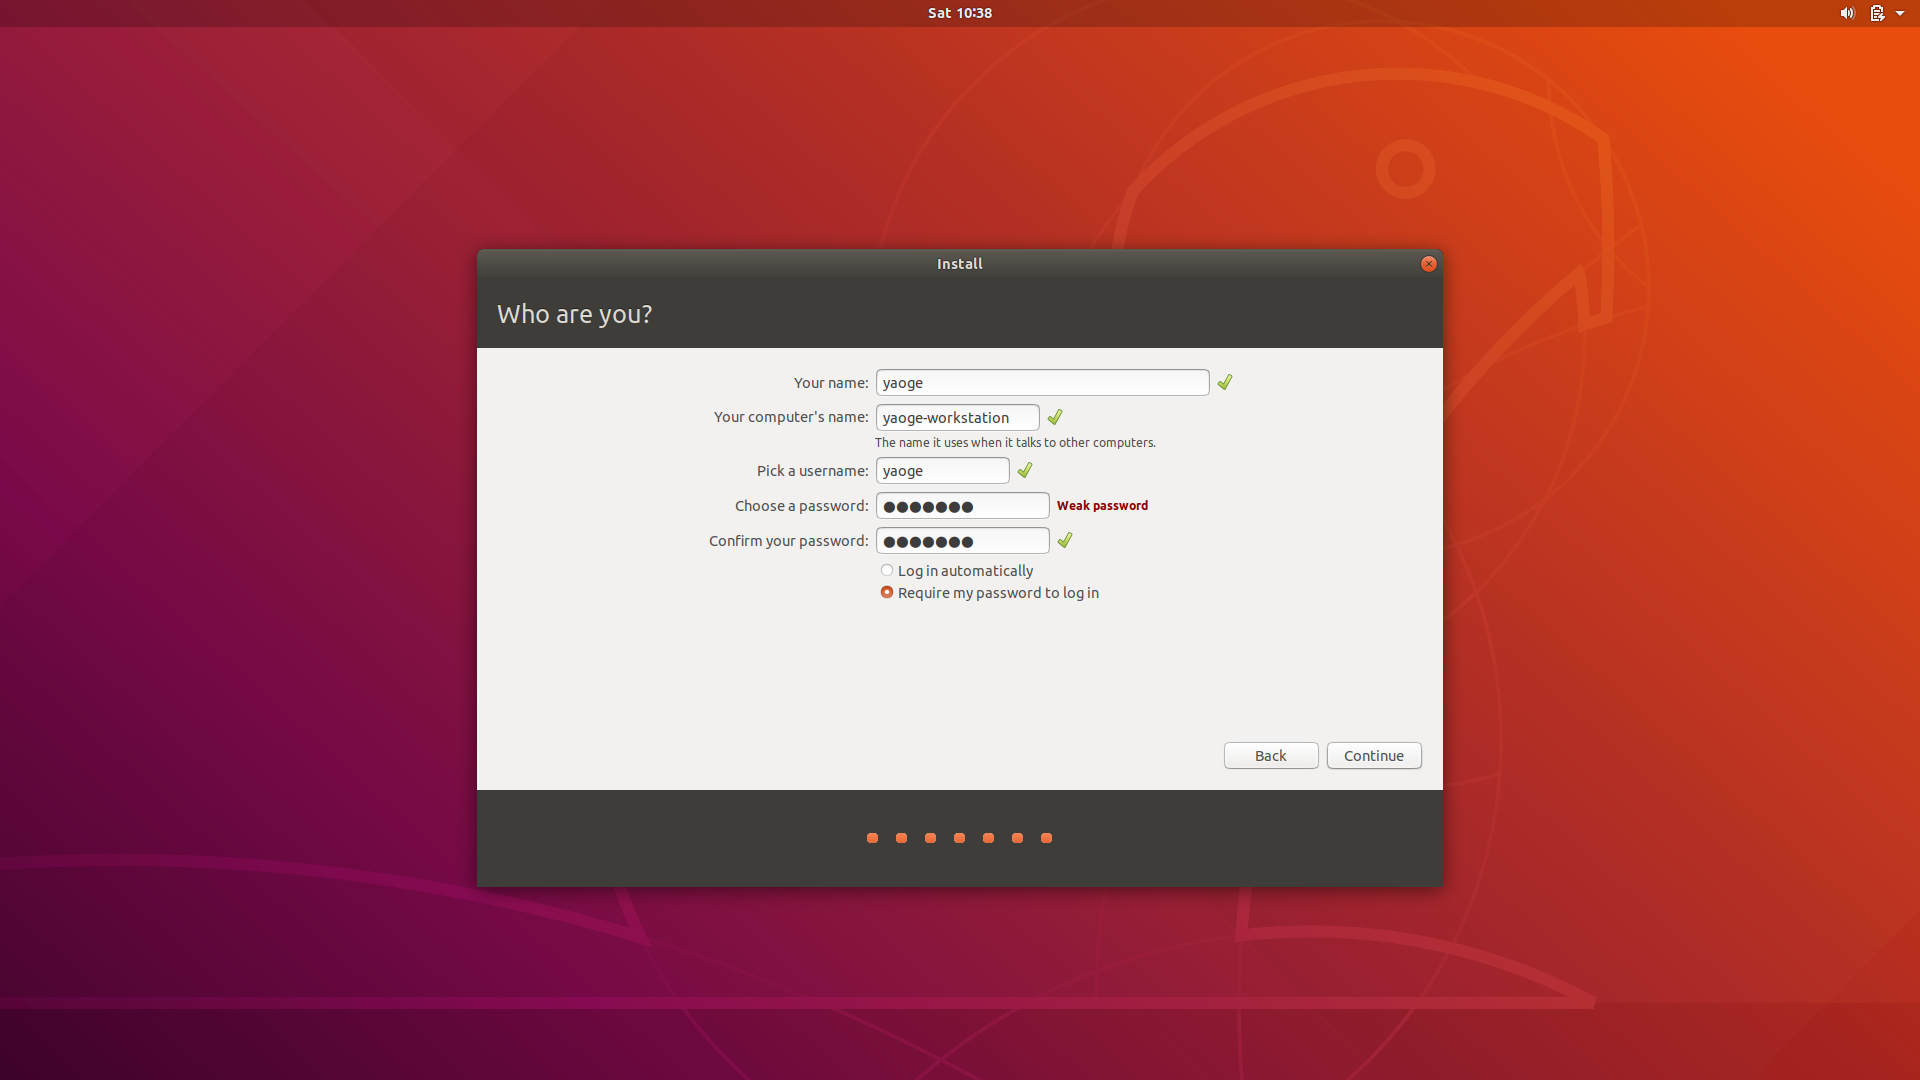 Sat 10:38
Install
Who are you?
Your name: yaoge
Your computer's name: yaoge-workstation
The name it uses when it talks to other computers.
Pick a username: yaoge
Choose a password: ●●●●●●● Weak password
Confirm your password: ●●●●●●●
Log in automatically
Require my password to log in
Back Continue